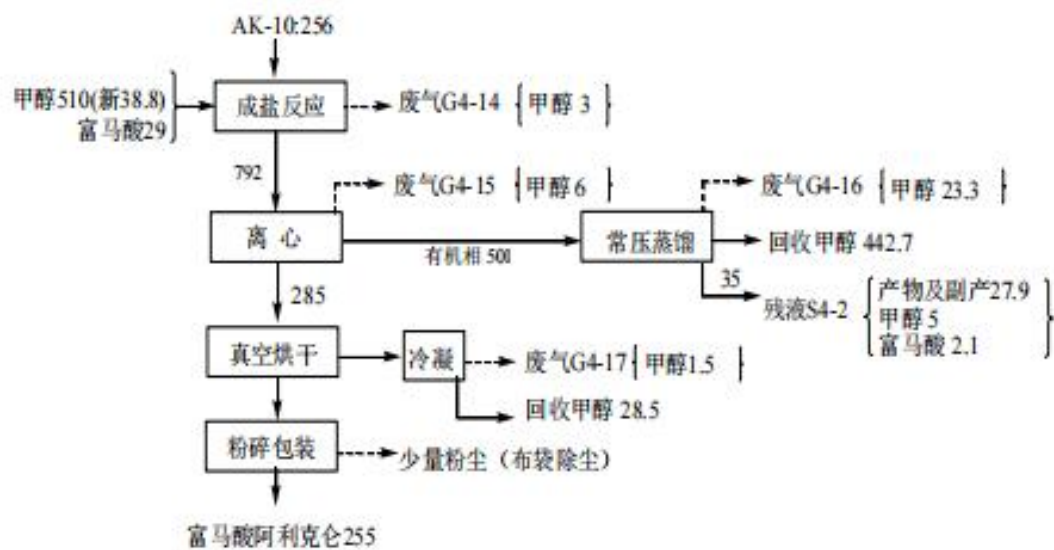 AK-10:256
甲醇510(新38.8)
富马酸29
成盐反应
废气G4-14
甲醇 3
792
废气G4-15
甲醇 6
废气G4-16
甲醇 23.3
离 心
有机相 501
常压蒸馏
回收甲醇 442.7
35
285
残液S4-2
产物及副产27.9
甲醇 5
富马酸 2.1
真空烘干
冷凝
废气G4-17
甲醇1.5
回收甲醇 28.5
粉碎包装
少量粉尘（布袋除尘）
富马酸阿利克仑255